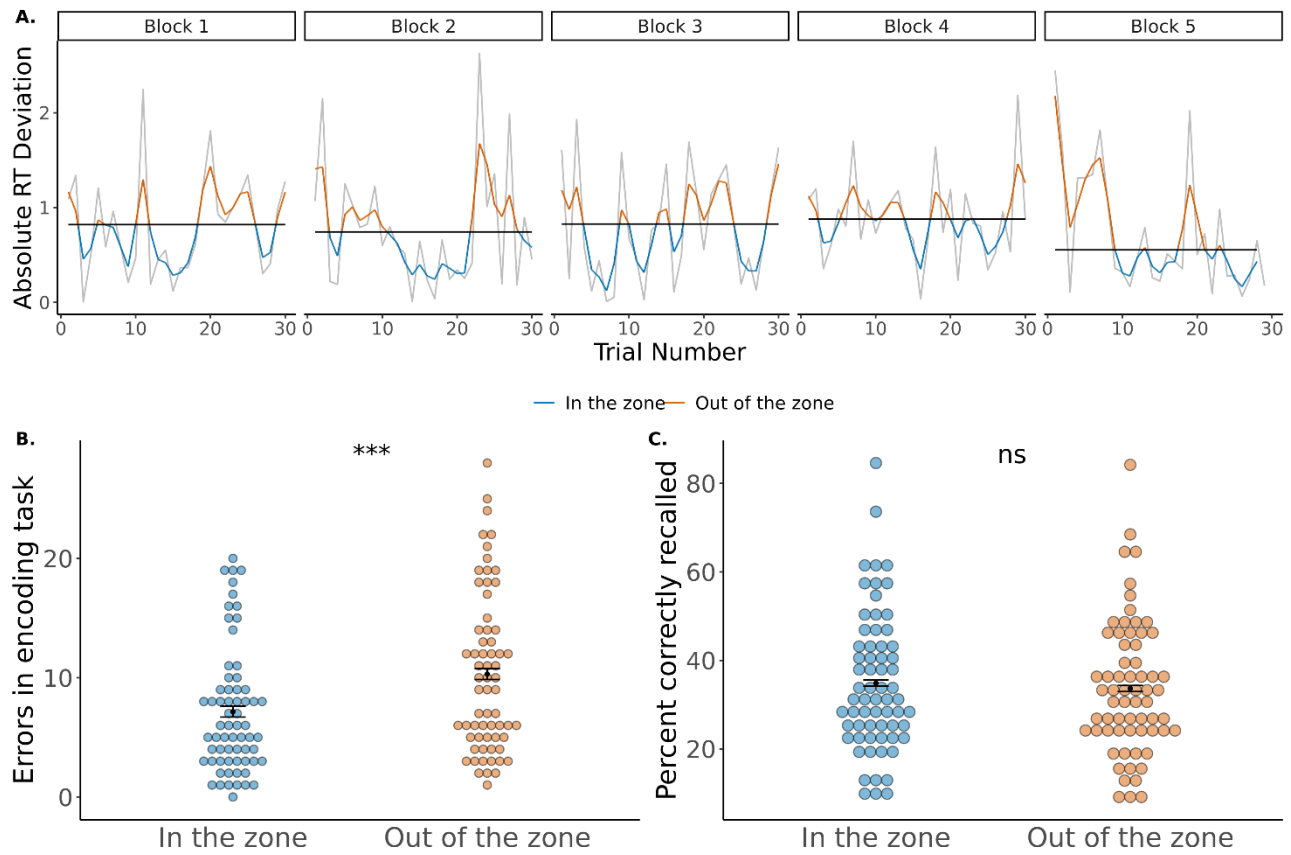 A.
Block 1 Block 2 Block 3 Block 4 Block 5
Absolute RT Deviation
2
1
0
0 10 20 30 0 10 20 30 0 10 20 30 0 10 20 30 0 10 20 30
Trial Number
In the zone Out of the zone
B.
***
Errors in encoding task
20
10
0
In the zone Out of the zone
C.
ns
Percent correctly recalled
80
60
40
20
In the zone Out of the zone